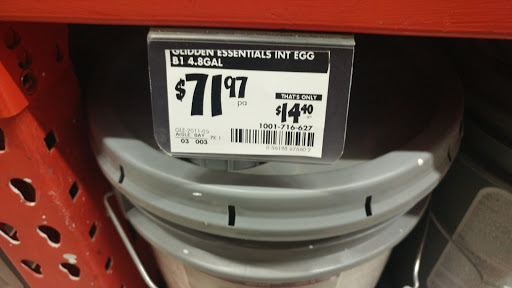 GLIDDEN ESSENTIALS INT EGG
B1 4.8GAL
$71.97
pa
THAT'S ONLY
$14.40
1001-716-627
AISLE BAY
03 003